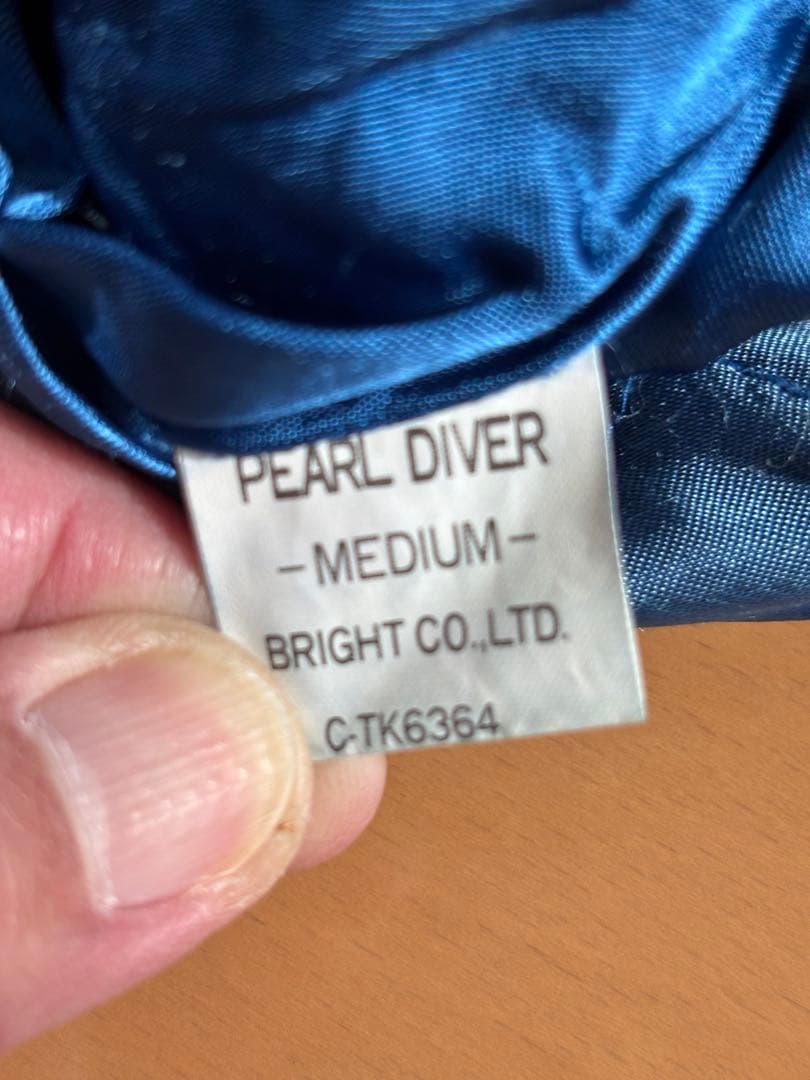 PEARL DIVER
-MEDIUM-
BRIGHT CO.,LTD.
C-TK6364